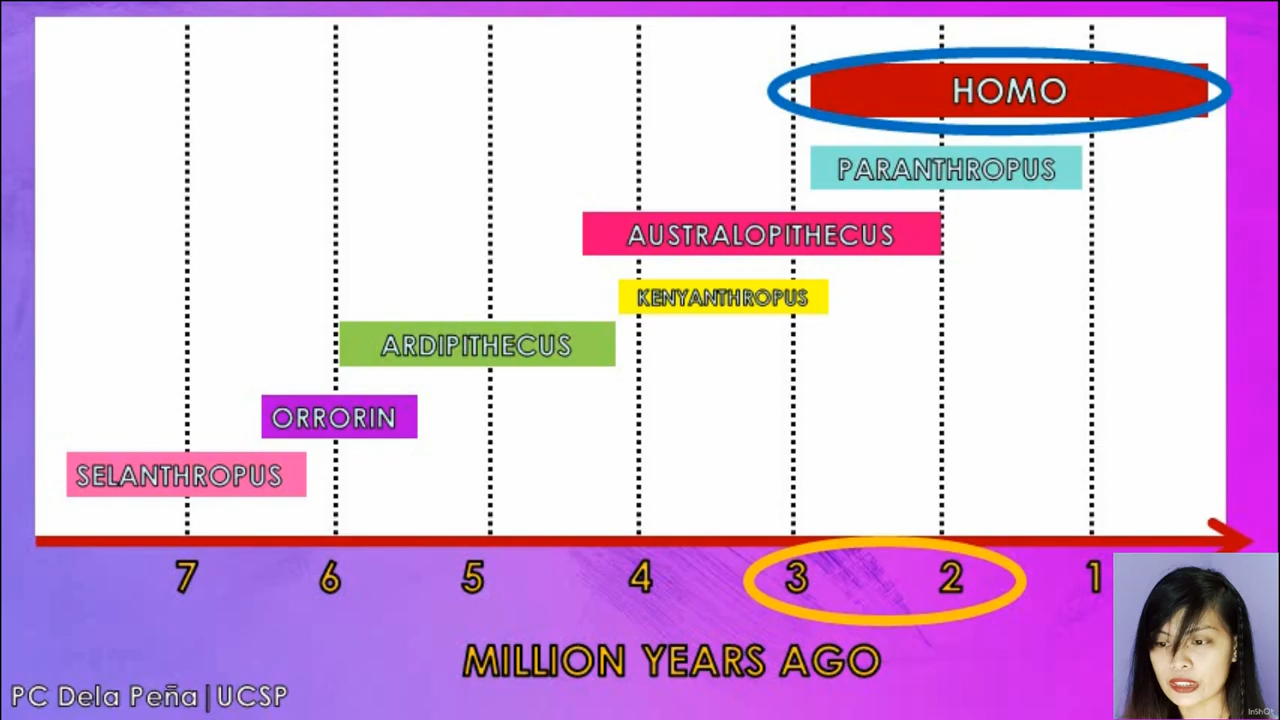 HOMO
PARANTHROPUS
AUSTRALOPITHECUS
KENYANTHROPUS
ARDIPITHECUS
ORRORIN
SELANTHROPUS
7 6 5 4 3 2 1
MILLION YEARS AGO
PC Dela Peña|UCSP
InShOt